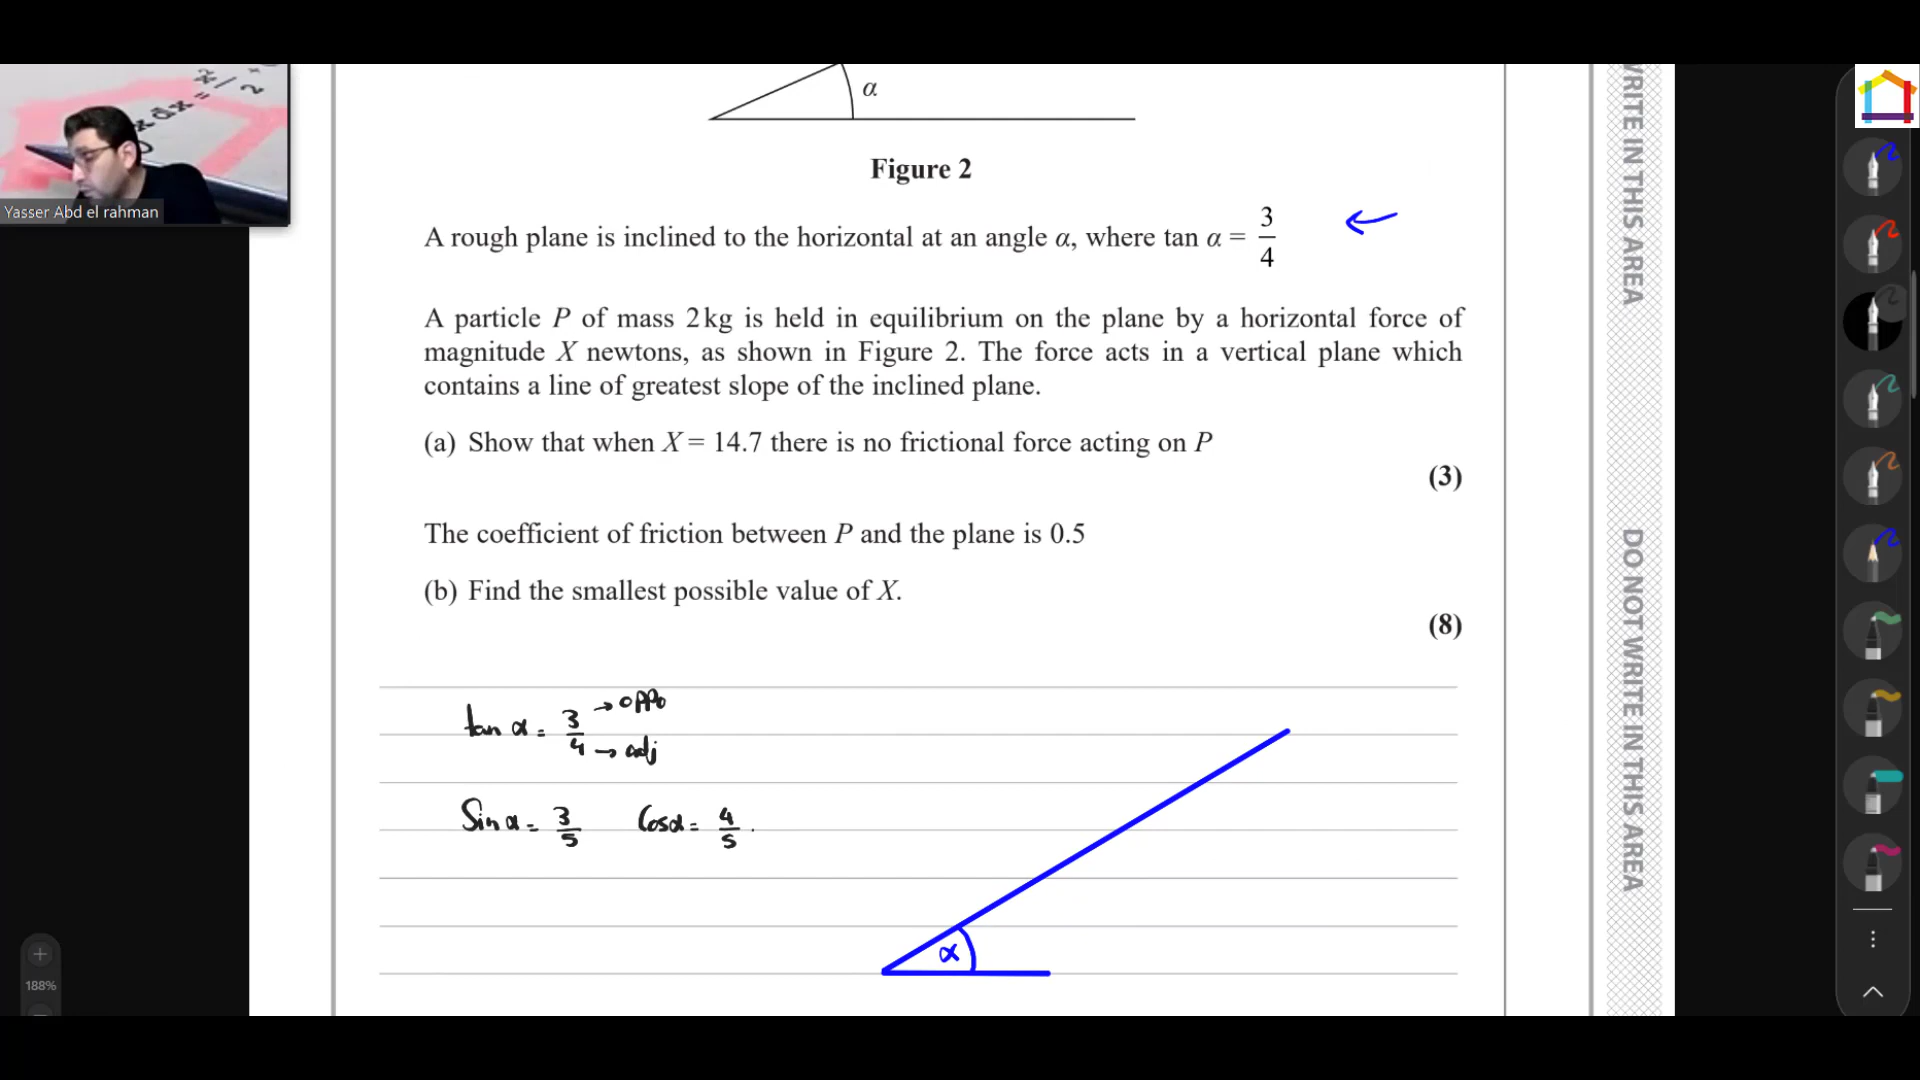 α
Figure 2
Yasser Abd el rahman
A rough plane is inclined to the horizontal at an angle α, where tan α = 3/4
A particle P of mass 2 kg is held in equilibrium on the plane by a horizontal force of
magnitude X newtons, as shown in Figure 2. The force acts in a vertical plane which
contains a line of greatest slope of the inclined plane.
(a) Show that when X = 14.7 there is no frictional force acting on P
(3)
The coefficient of friction between P and the plane is 0.5
(b) Find the smallest possible value of X.
(8)
tan α = 3/4 → oppo → adj
Sin α = 3/5 Cos α = 4/5
α
188%
WRITE IN THIS AREA
DO NOT WRITE IN THIS AREA